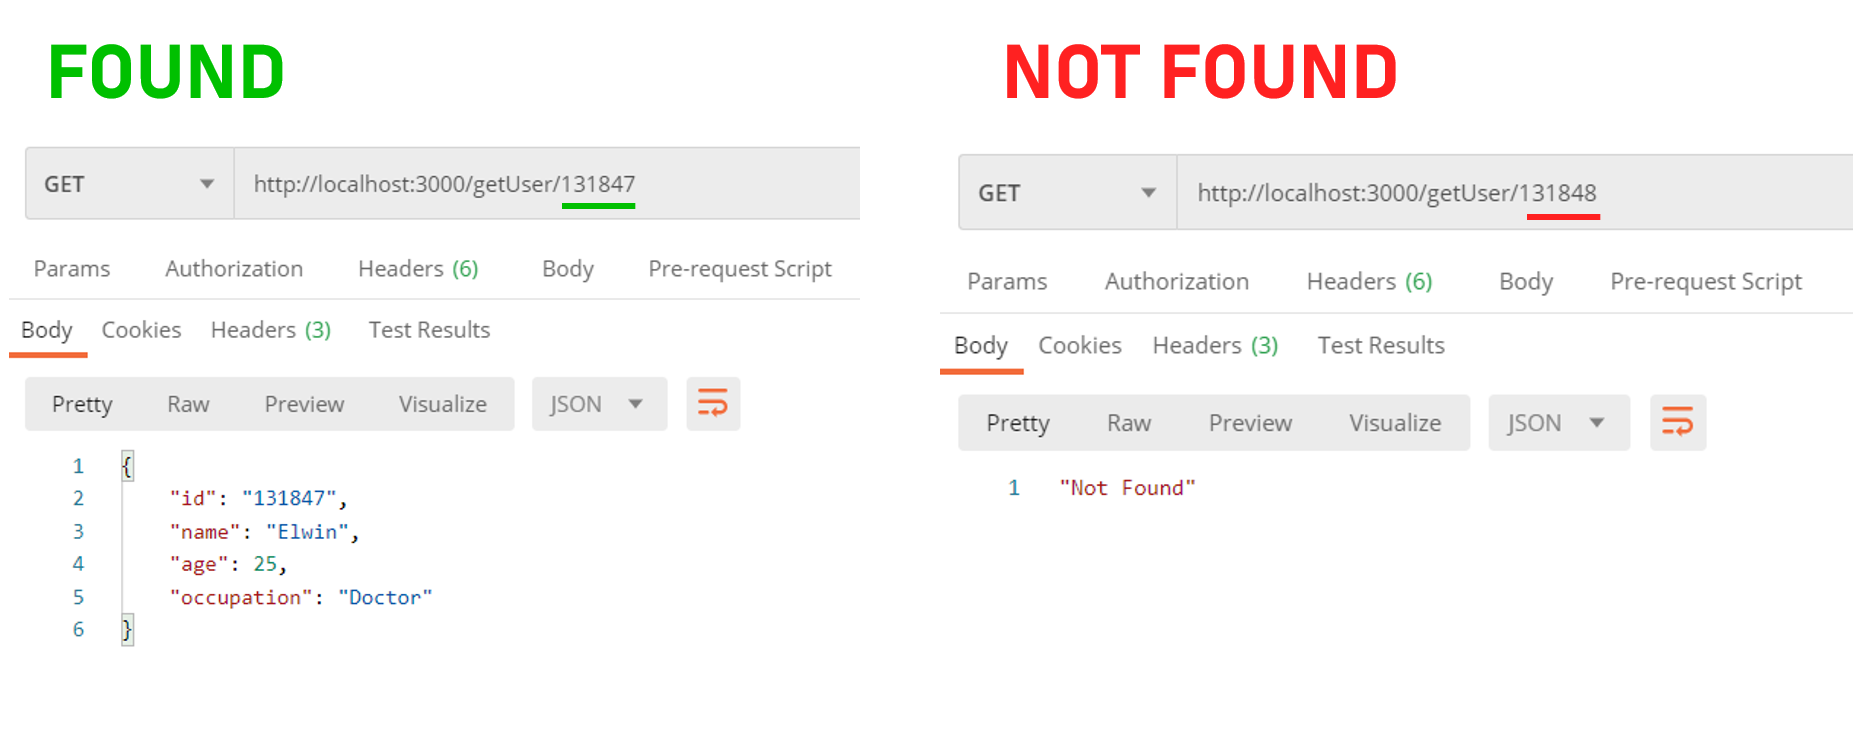 FOUND
GET http://localhost:3000/getUser/131847
Params Authorization Headers (6) Body Pre-request Script
Body Cookies Headers (3) Test Results
Pretty Raw Preview Visualize JSON
1 {
2 "id": "131847",
3 "name": "Elwin",
4 "age": 25,
5 "occupation": "Doctor"
6 }
NOT FOUND
GET http://localhost:3000/getUser/131848
Params Authorization Headers (6) Body Pre-request Script
Body Cookies Headers (3) Test Results
Pretty Raw Preview Visualize JSON
1 "Not Found"